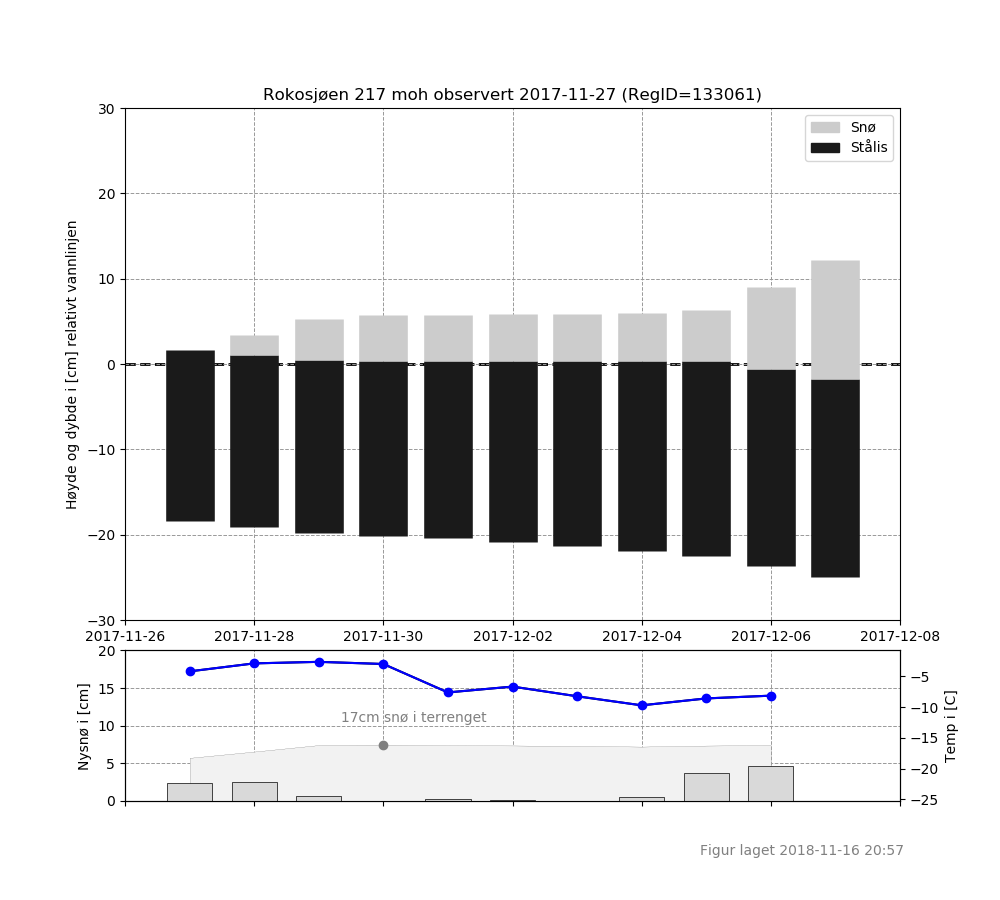 Rokosjøen 217 moh observert 2017-11-27 (RegID=133061)
30
20
10
0
−10
−20
−30
Høyde og dybde i [cm] relativt vannlinjen
Snø
Stålis
2017-11-26 2017-11-28 2017-11-30 2017-12-02 2017-12-04 2017-12-06 2017-12-08
20
15
10
5
0
Nysnø i [cm]
17cm snø i terrenget
−5
−10
−15
−20
−25
Temp i [C]
Figur laget 2018-11-16 20:57